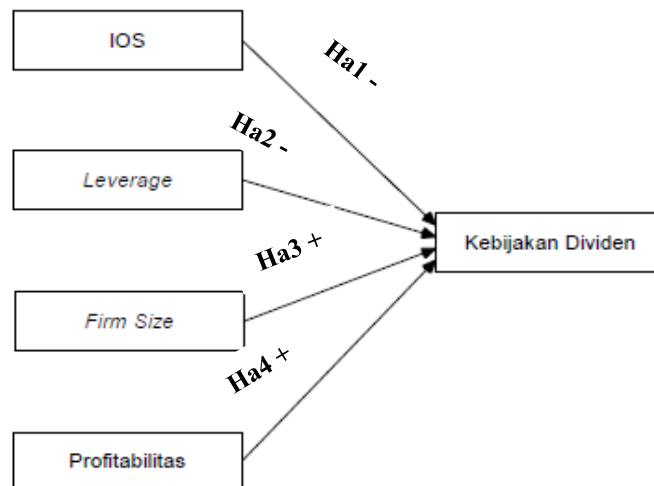 IOS
Ha1 -
Ha2 -
Leverage
Kebijakan Dividen
Ha3 +
Firm Size
Ha4 +
Profitabilitas